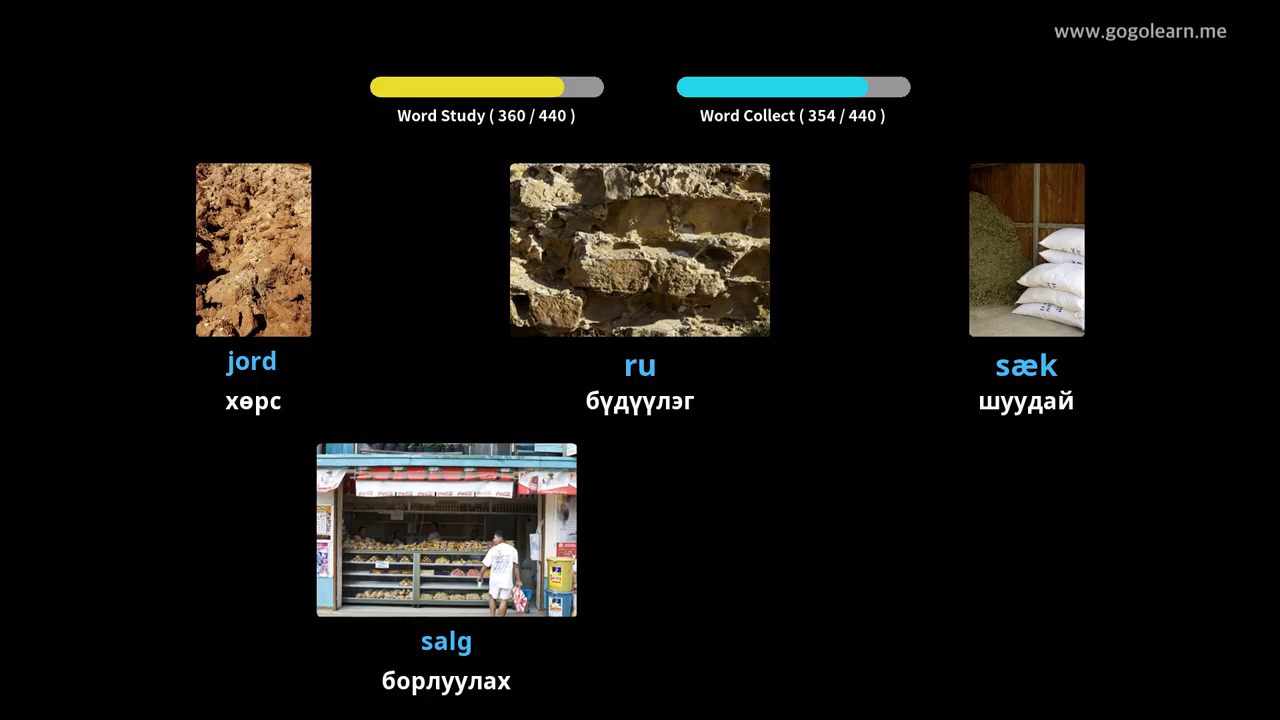 www.gogolearn.me
Word Study ( 360 / 440 )
Word Collect ( 354 / 440 )
jord
ru
sæk
хөрс
бүдүүлэг
шуудай
salg
борлуулах